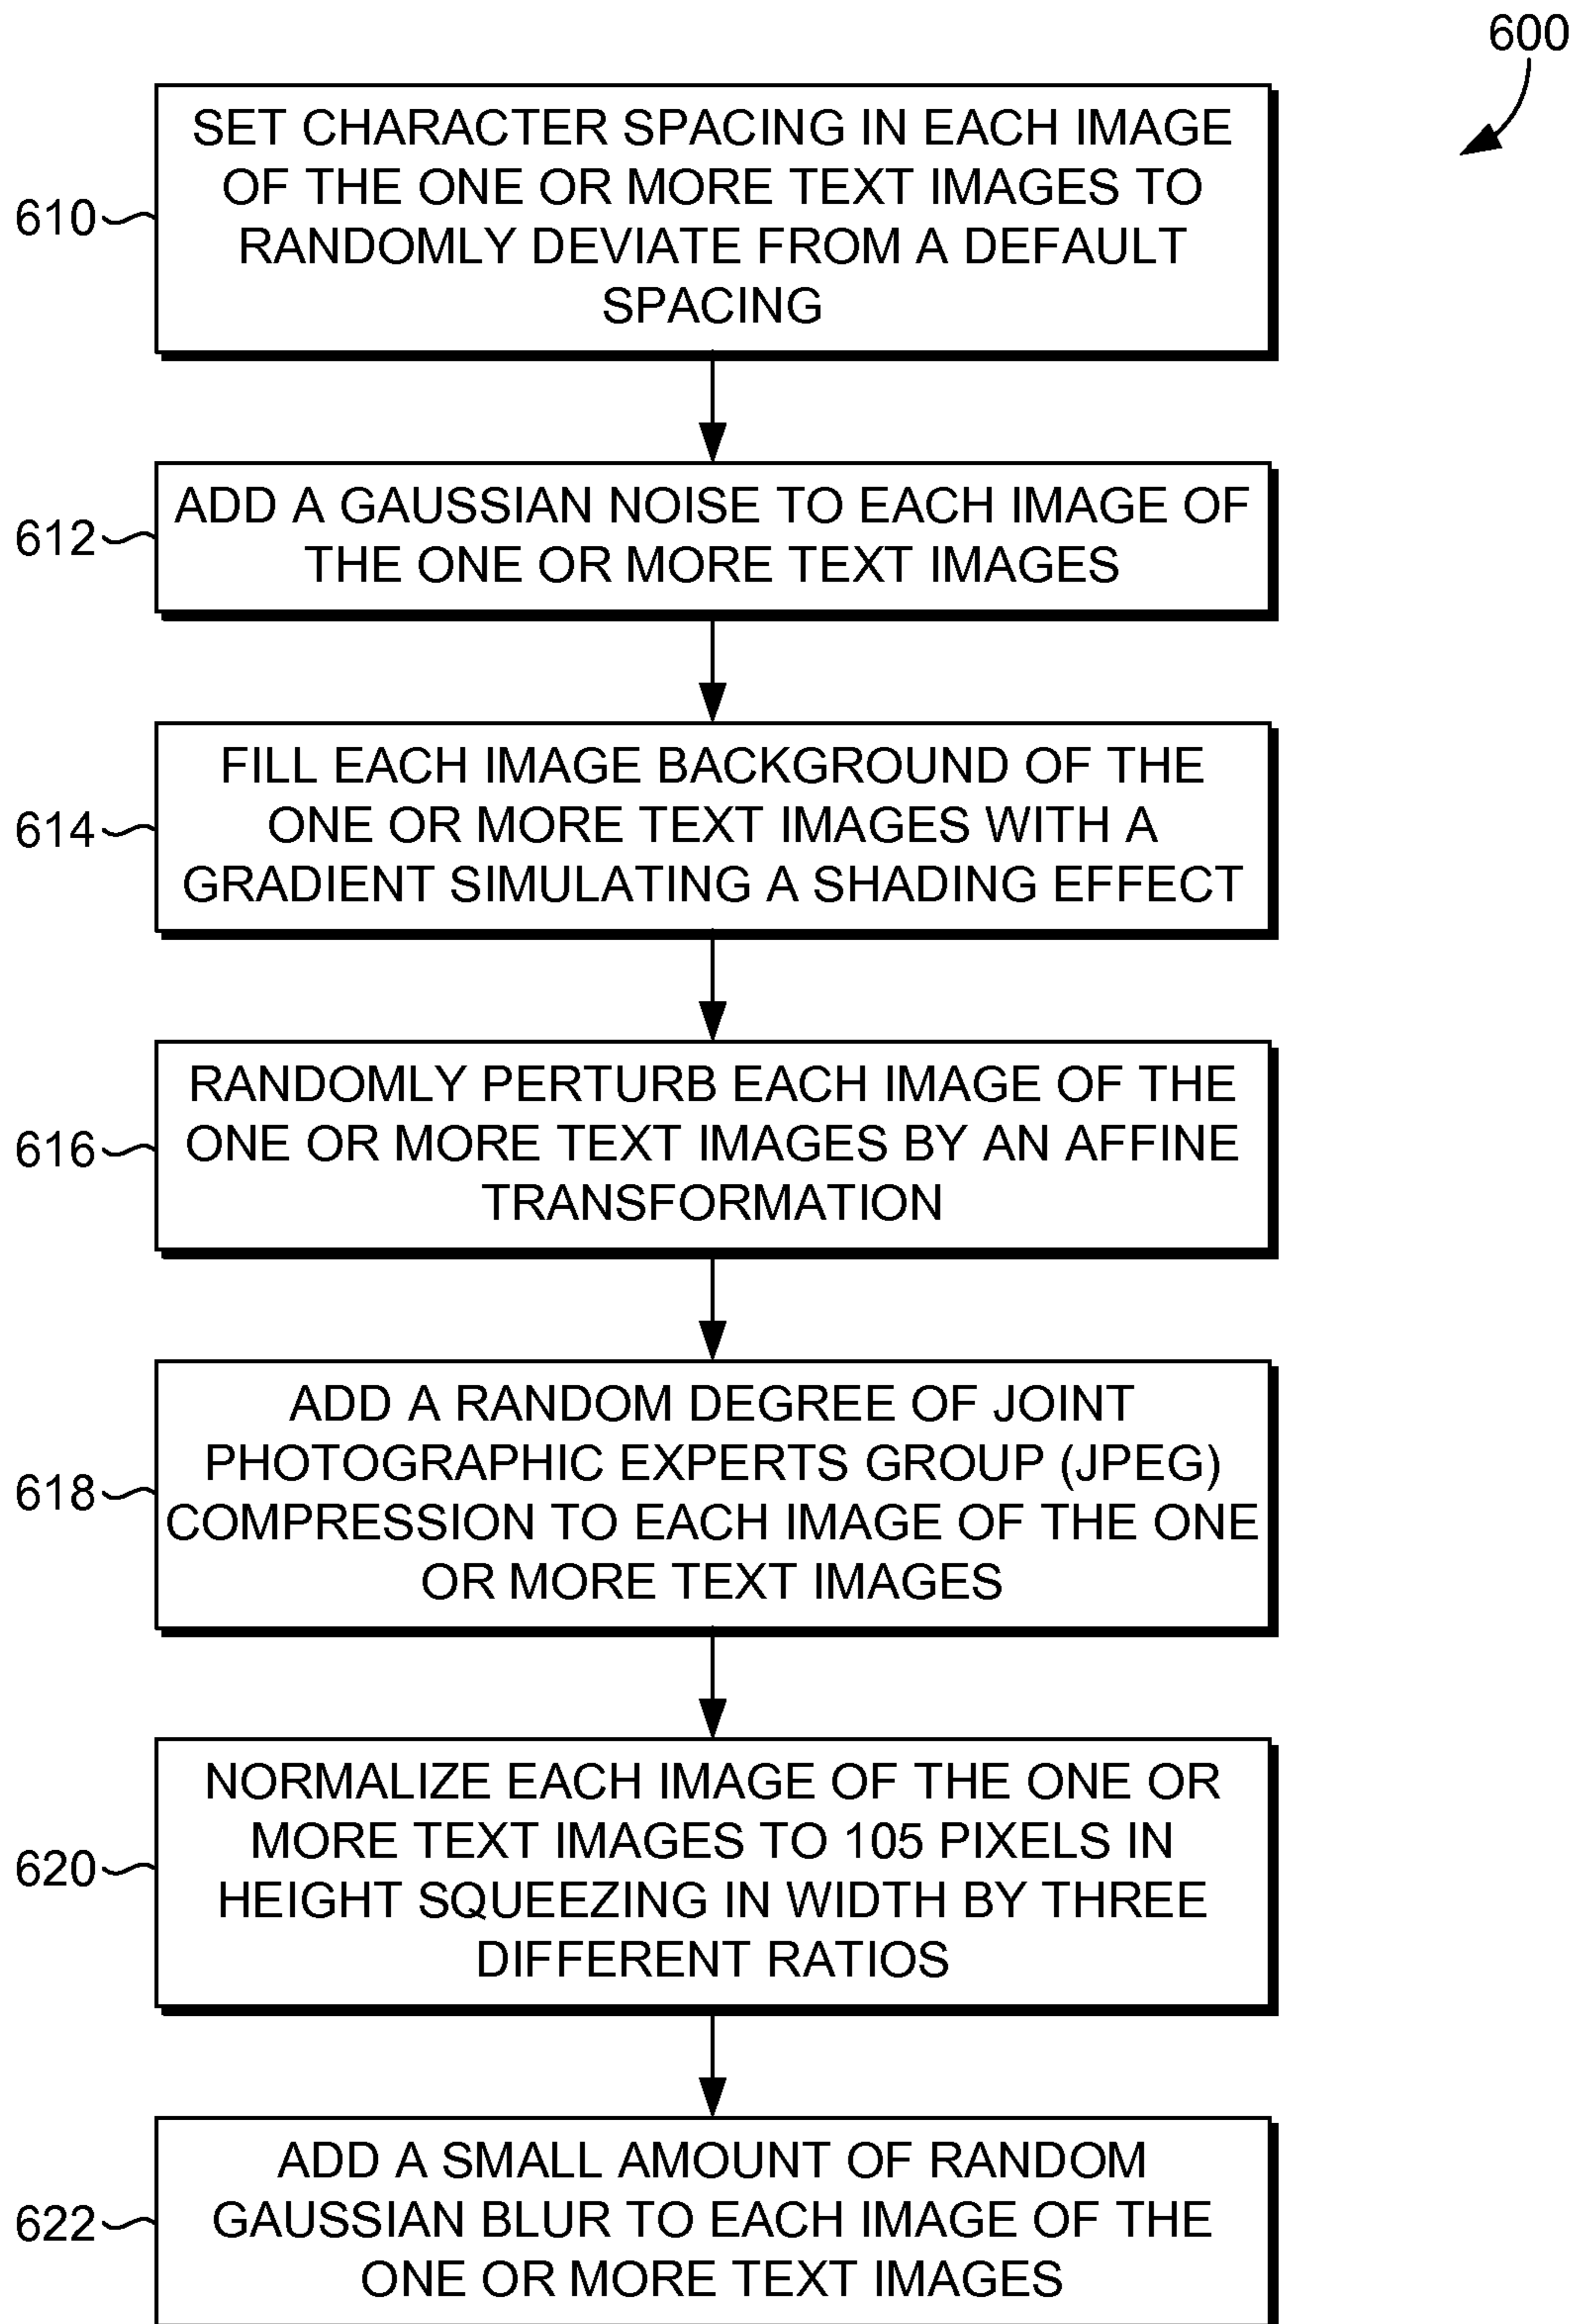 600
610
SET CHARACTER SPACING IN EACH IMAGE
OF THE ONE OR MORE TEXT IMAGES TO
RANDOMLY DEVIATE FROM A DEFAULT
SPACING
612
ADD A GAUSSIAN NOISE TO EACH IMAGE OF
THE ONE OR MORE TEXT IMAGES
614
FILL EACH IMAGE BACKGROUND OF THE
ONE OR MORE TEXT IMAGES WITH A
GRADIENT SIMULATING A SHADING EFFECT
616
RANDOMLY PERTURB EACH IMAGE OF THE
ONE OR MORE TEXT IMAGES BY AN AFFINE
TRANSFORMATION
618
ADD A RANDOM DEGREE OF JOINT
PHOTOGRAPHIC EXPERTS GROUP (JPEG)
COMPRESSION TO EACH IMAGE OF THE ONE
OR MORE TEXT IMAGES
620
NORMALIZE EACH IMAGE OF THE ONE OR
MORE TEXT IMAGES TO 105 PIXELS IN
HEIGHT SQUEEZING IN WIDTH BY THREE
DIFFERENT RATIOS
622
ADD A SMALL AMOUNT OF RANDOM
GAUSSIAN BLUR TO EACH IMAGE OF THE
ONE OR MORE TEXT IMAGES